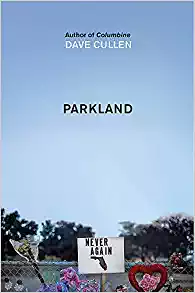 Author of Columbine
DAVE CULLEN
PARKLAND
NEVER
AGAIN